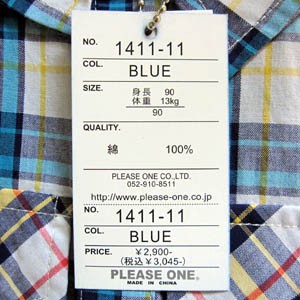 NO. 1411-11
COL. BLUE
SIZE. 身長 90
体重 13kg
90
QUALITY.
綿 100%
PLEASE ONE CO.,LTD.
052-910-8511
http://www.please-one.co.jp
NO. 1411-11
COL. BLUE
PRICE. ¥2,900-
(税込¥3,045-)
PLEASE ONE.®
MADE IN CHINA